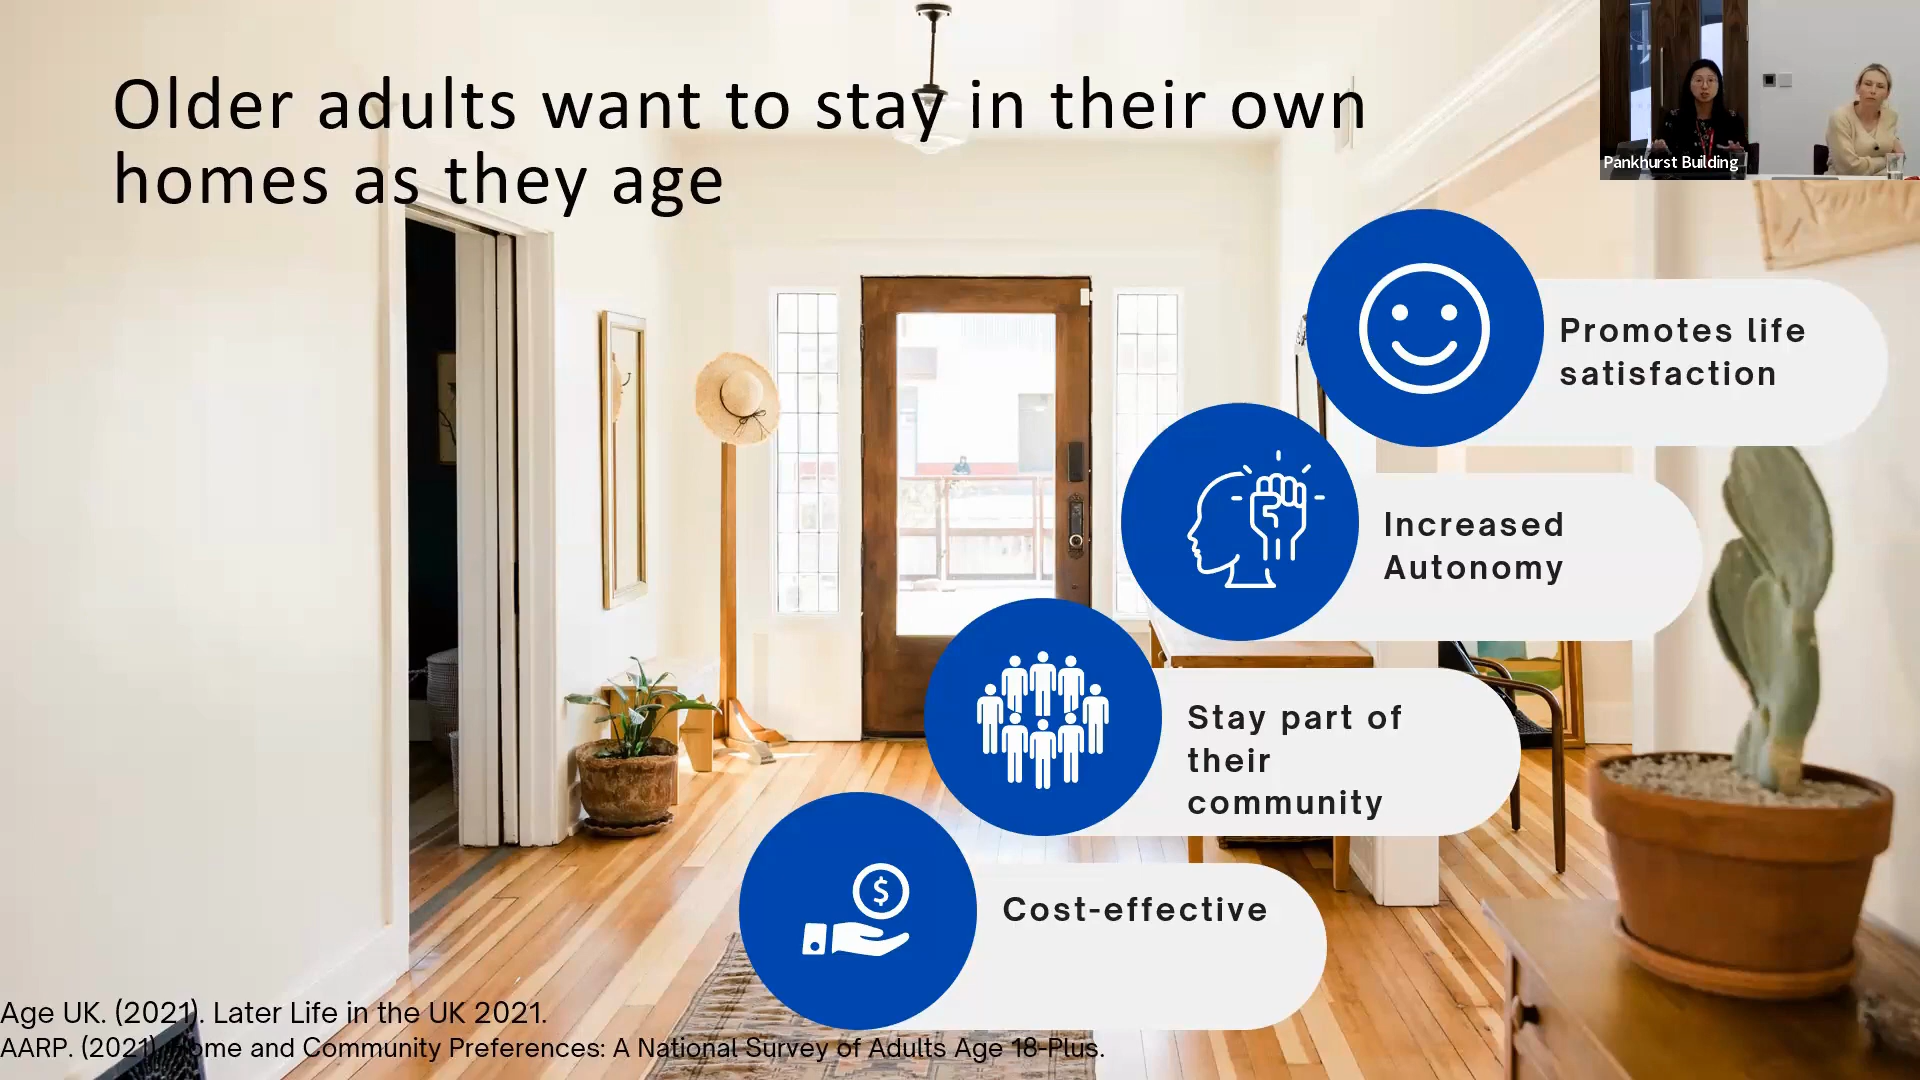 Older adults want to stay in their own
homes as they age
Pankhurst Building
Promotes life
satisfaction
Increased
Autonomy
Stay part of
their
community
$
Cost-effective
Age UK. (2021). Later Life in the UK 2021.
AARP. (2021). Home and Community Preferences: A National Survey of Adults Age 18-Plus.